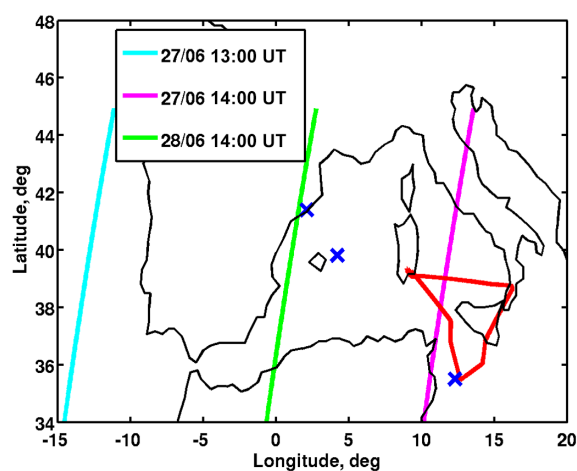 48
46
44
42
40
38
36
34
Latitude, deg
27/06 13:00 UT
27/06 14:00 UT
28/06 14:00 UT
-15 -10 -5 0 5 10 15 20
Longitude, deg